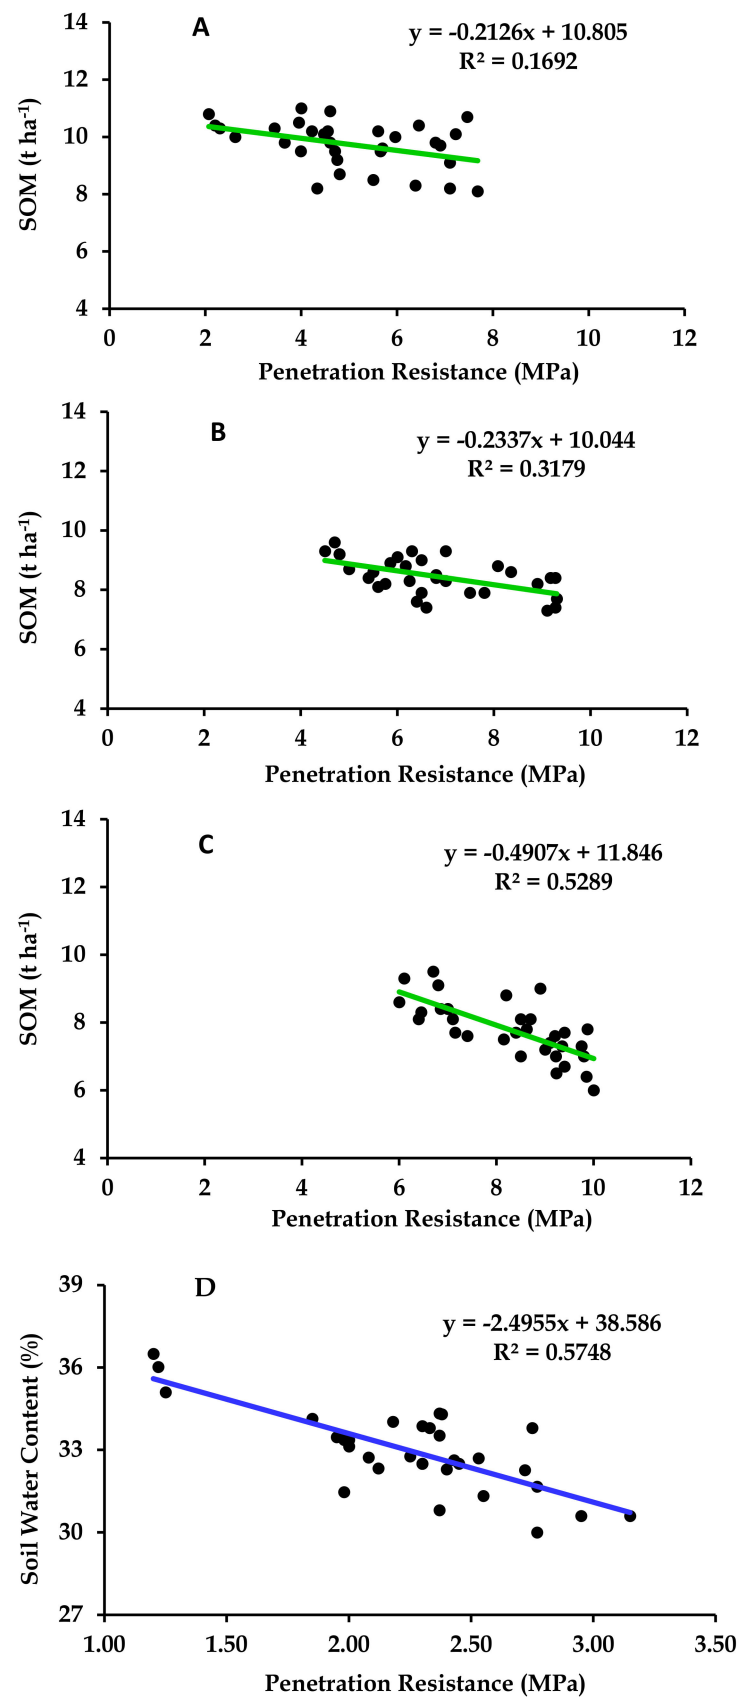 A
y = -0.2126x + 10.805
R² = 0.1692
14
12
10
8
6
4
SOM (t ha⁻¹)
0 2 4 6 8 10 12
Penetration Resistance (MPa)
B
y = -0.2337x + 10.044
R² = 0.3179
14
12
10
8
6
4
SOM (t ha⁻¹)
0 2 4 6 8 10 12
Penetration Resistance (MPa)
C
y = -0.4907x + 11.846
R² = 0.5289
14
12
10
8
6
4
SOM (t ha⁻¹)
0 2 4 6 8 10 12
Penetration Resistance (MPa)
D
y = -2.4955x + 38.586
R² = 0.5748
39
36
33
30
27
Soil Water Content (%)
1.00 1.50 2.00 2.50 3.00 3.50
Penetration Resistance (MPa)